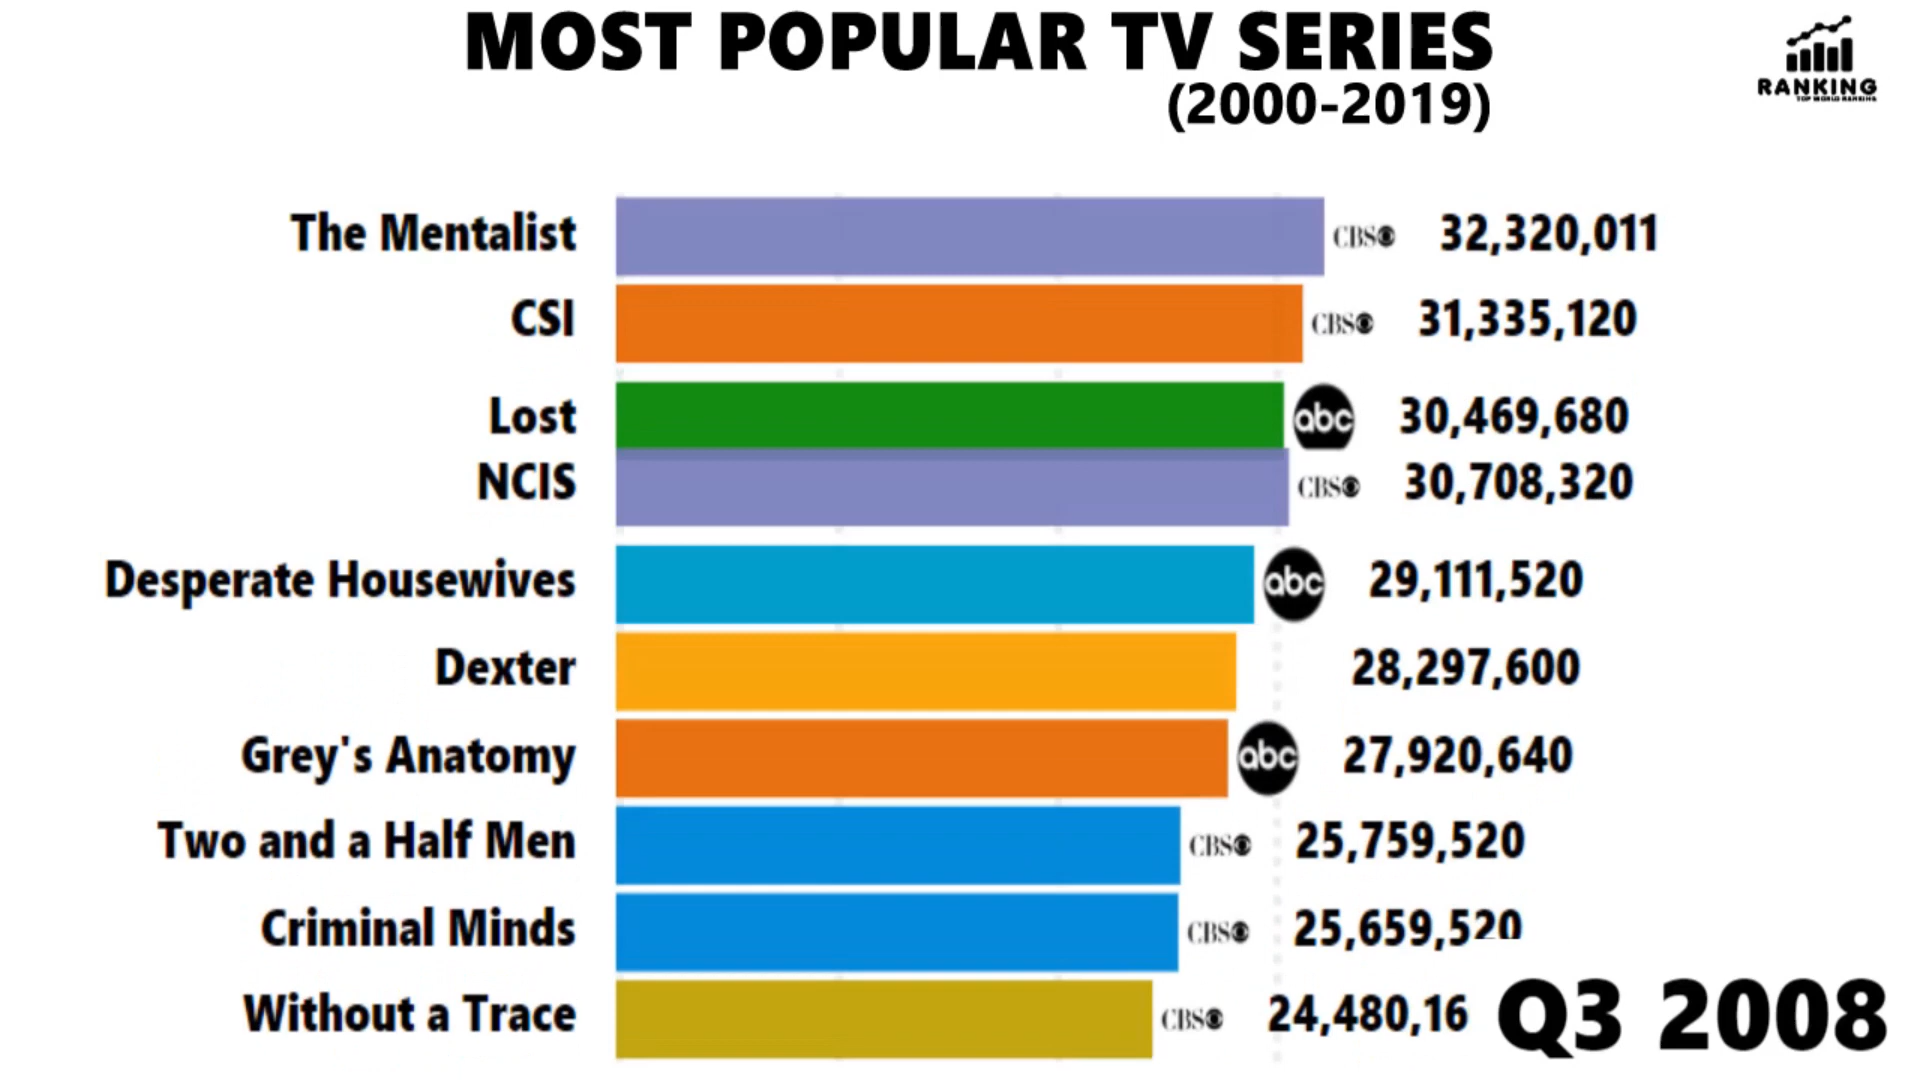 MOST POPULAR TV SERIES
(2000-2019)
RANKING
TOP WORLD RANKING
The Mentalist CBS 32,320,011
CSI CBS 31,335,120
Lost abc 30,469,680
NCIS CBS 30,708,320
Desperate Housewives abc 29,111,520
Dexter 28,297,600
Grey's Anatomy abc 27,920,640
Two and a Half Men CBS 25,759,520
Criminal Minds CBS 25,659,520
Without a Trace CBS 24,480,16
Q3 2008